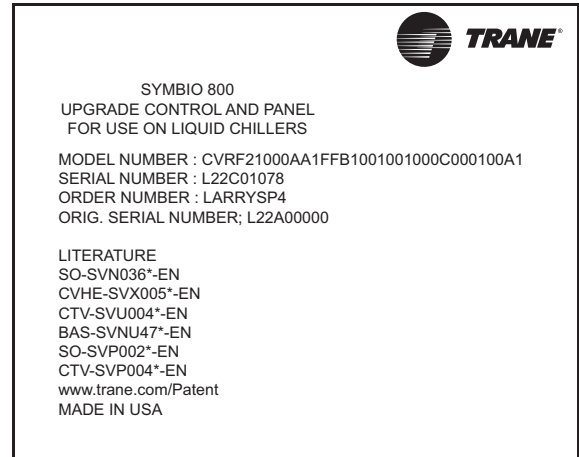 TRANE®
SYMBIO 800
UPGRADE CONTROL AND PANEL
FOR USE ON LIQUID CHILLERS
MODEL NUMBER : CVRF21000AA1FFB1001001000C000100A1
SERIAL NUMBER : L22C01078
ORDER NUMBER : LARRYSP4
ORIG. SERIAL NUMBER; L22A00000
LITERATURE
SO-SVN036*-EN
CVHE-SVX005*-EN
CTV-SVU004*-EN
BAS-SVNU47*-EN
SO-SVP002*-EN
CTV-SVP004*-EN
www.trane.com/Patent
MADE IN USA